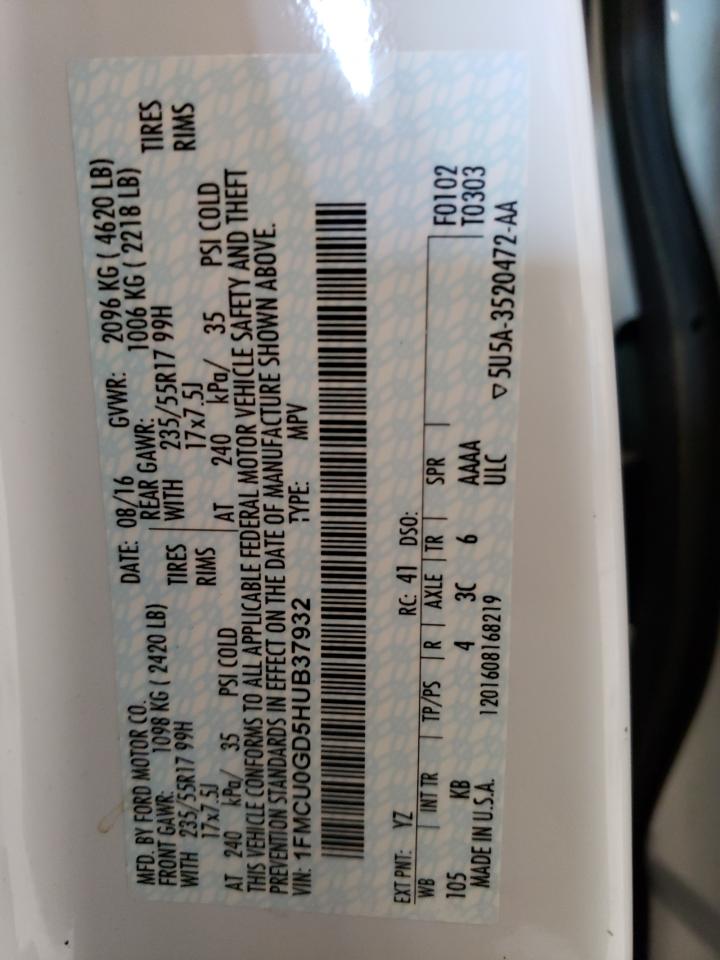 MFD. BY FORD MOTOR CO. DATE: 08/16 GVWR: 2096 KG ( 4620 LB)
FRONT GAWR: 1098 KG ( 2420 LB) REAR GAWR: 1006 KG ( 2218 LB)
WITH 235/55R17 99H TIRES WITH 235/55R17 99H TIRES
17x7.5J RIMS 17x7.5J RIMS
AT 240 kPa/ 35 PSI COLD AT 240 kPa/ 35 PSI COLD
THIS VEHICLE CONFORMS TO ALL APPLICABLE FEDERAL MOTOR VEHICLE SAFETY AND THEFT
PREVENTION STANDARDS IN EFFECT ON THE DATE OF MANUFACTURE SHOWN ABOVE.
VIN: 1FMCU0GD5HUB37932 TYPE: MPV
EXT PNT: YZ RC: 41 DSO: F0102
WB INT TR TP/PS R AXLE TR SPR T0303
105 KB 4 3C 6 AAAA
MADE IN U.S.A. 1201608168219 ULC ▽5U5A-3520472-AA